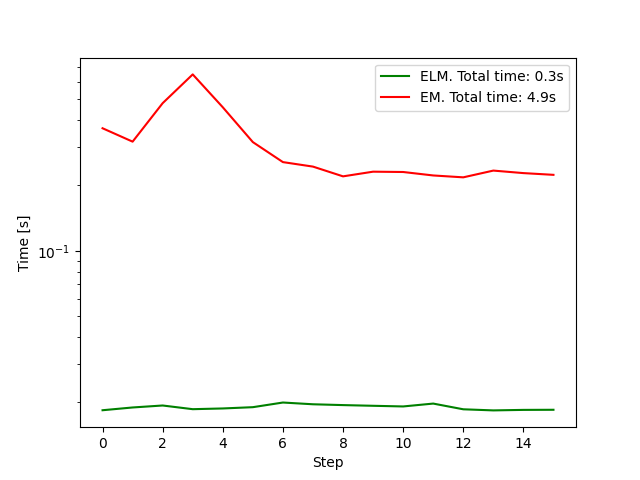 ELM. Total time: 0.3s
EM. Total time: 4.9s
Time [s]
10⁻¹
0 2 4 6 8 10 12 14
Step